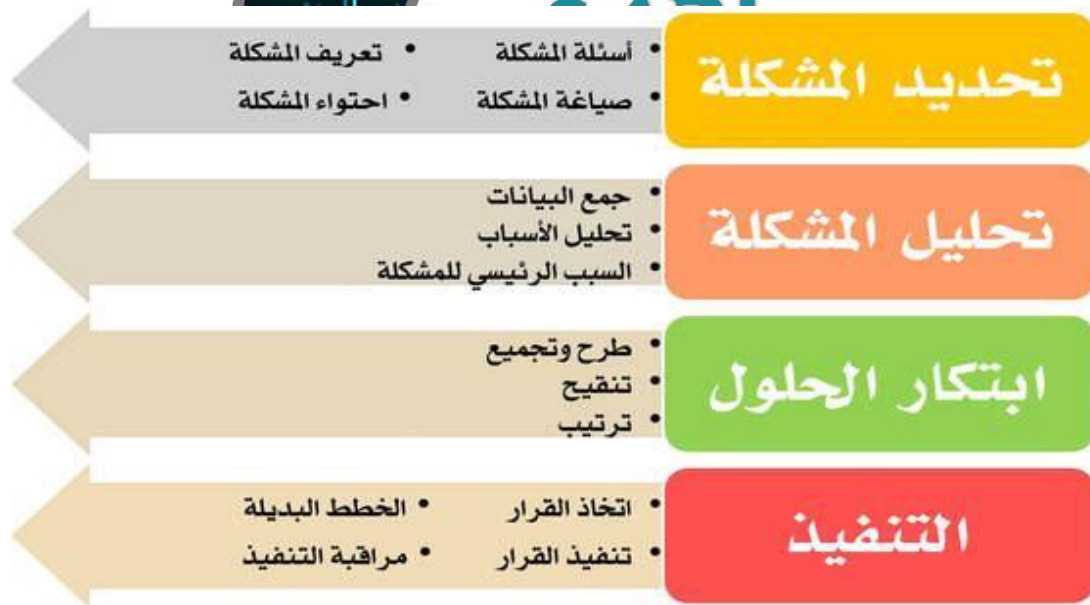 تحديد المشكلة
• أسئلة المشكلة • تعريف المشكلة
• صياغة المشكلة • احتواء المشكلة
تحليل المشكلة
• جمع البيانات
• تحليل الأسباب
• السبب الرئيسي للمشكلة
ابتكار الحلول
• طرح وتجميع
• تنقيح
• ترتيب
التنفيذ
• اتخاذ القرار • الخطط البديلة
• تنفيذ القرار • مراقبة التنفيذ